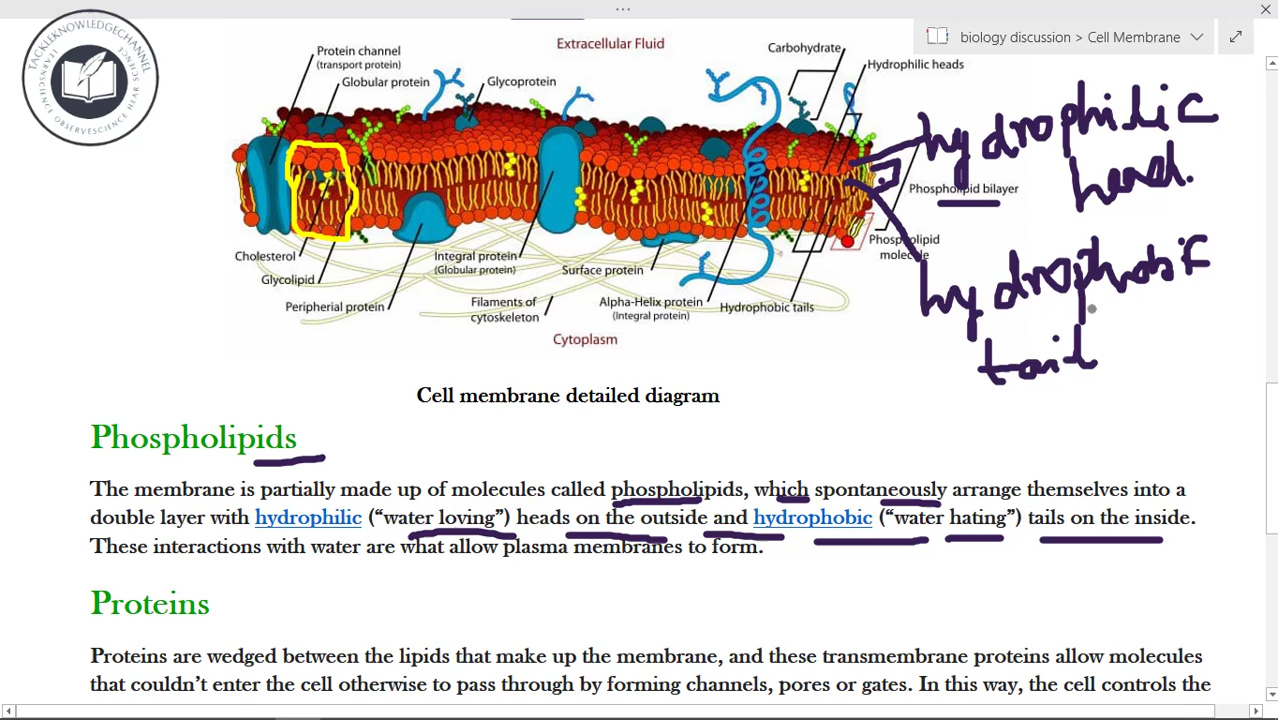 biology discussion > Cell Membrane
TACKLEKNOWLEDGECHANNEL
Extracellular Fluid
Protein channel
(transport protein)
Globular protein
Glycoprotein
Carbohydrate
Hydrophilic heads
hydrophilic
head.
Phospholipid bilayer
Phospholipid
molecule
hydrophobic
tail
Cholesterol
Glycolipid
Peripherial protein
Integral protein
(Globular protein)
Filaments of
cytoskeleton
Surface protein
Alpha-Helix protein
(Integral protein)
Hydrophobic tails
Cytoplasm
Cell membrane detailed diagram
Phospholipids
The membrane is partially made up of molecules called phospholipids, which spontaneously arrange themselves into a
double layer with hydrophilic (“water loving”) heads on the outside and hydrophobic (“water hating”) tails on the inside.
These interactions with water are what allow plasma membranes to form.
Proteins
Proteins are wedged between the lipids that make up the membrane, and these transmembrane proteins allow molecules
that couldn’t enter the cell otherwise to pass through by forming channels, pores or gates. In this way, the cell controls the